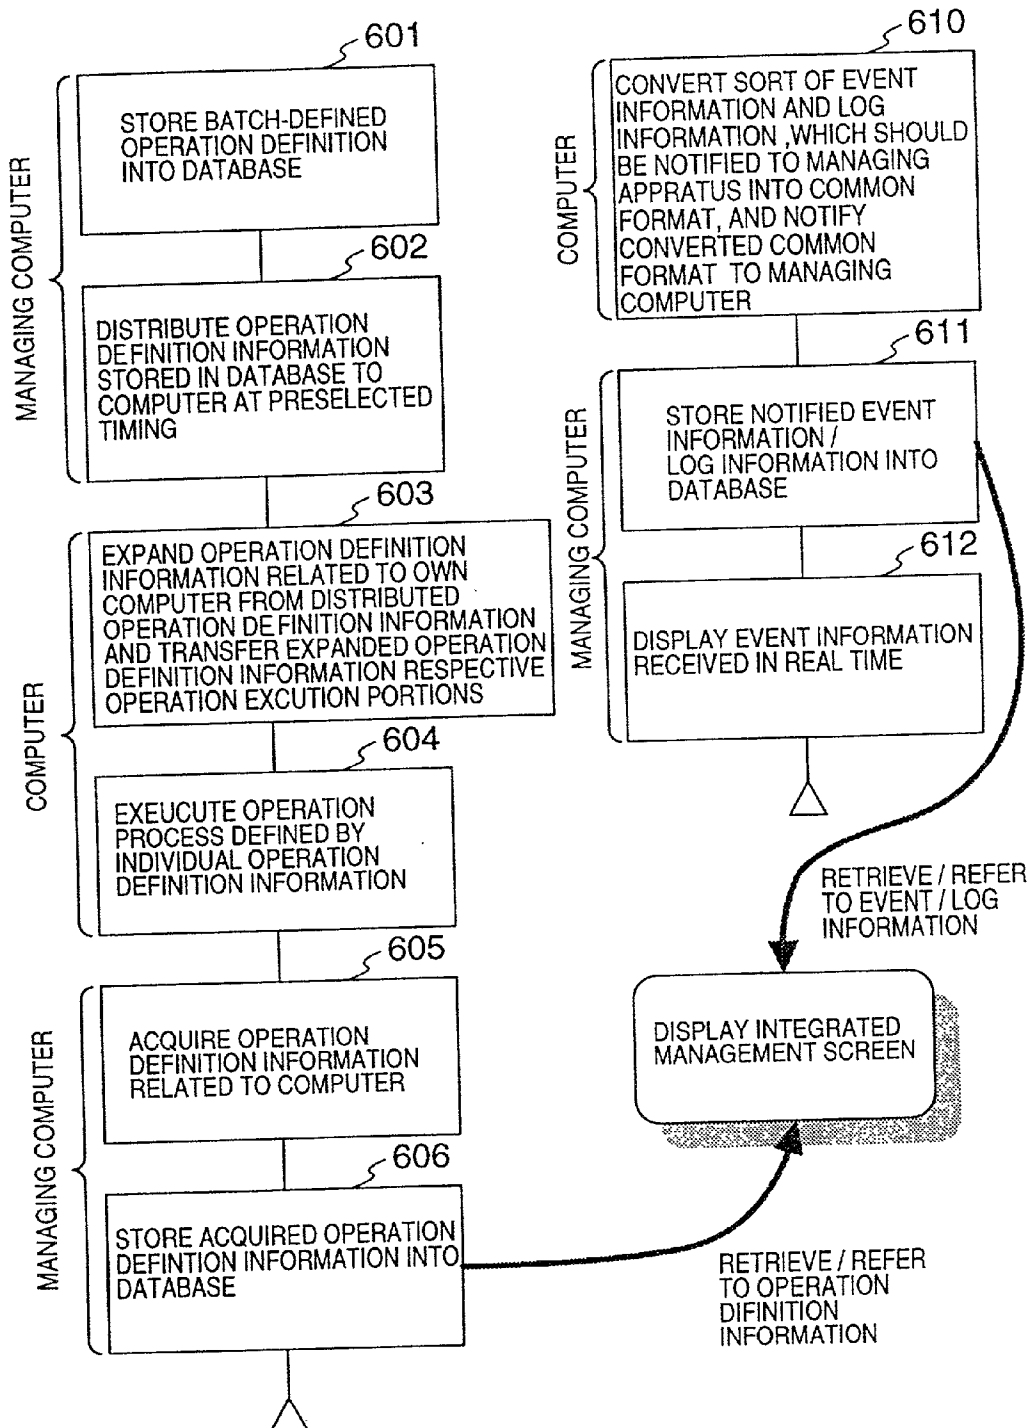 601
STORE BATCH-DEFINED
OPERATION DEFINITION
INTO DATABASE
602
DISTRIBUTE OPERATION
DEFINITION INFORMATION
STORED IN DATABASE TO
COMPUTER AT PRESELECTED
TIMING
MANAGING COMPUTER
603
EXPAND OPERATION DEFINITION
INFORMATION RELATED TO OWN
COMPUTER FROM DISTRIBUTED
OPERATION DEFINITION INFORMATION
AND TRANSFER EXPANDED OPERATION
DEFINITION INFORMATION RESPECTIVE
OPERATION EXCUTION PORTIONS
604
EXEUCUTE OPERATION
PROCESS DEFINED BY
INDIVIDUAL OPERATION
DEFINITION INFORMATION
COMPUTER
605
ACQUIRE OPERATION
DEFINITION INFORMATION
RELATED TO COMPUTER
606
STORE ACQUIRED OPERATION
DEFINTION INFORMATION INTO
DATABASE
MANAGING COMPUTER
610
CONVERT SORT OF EVENT
INFORMATION AND LOG
INFORMATION ,WHICH SHOULD
BE NOTIFIED TO MANAGING
APPRATUS INTO COMMON
FORMAT, AND NOTIFY
CONVERTED COMMON
FORMAT TO MANAGING
COMPUTER
COMPUTER
611
STORE NOTIFIED EVENT
INFORMATION /
LOG INFORMATION INTO
DATABASE
612
DISPLAY EVENT INFORMATION
RECEIVED IN REAL TIME
MANAGING COMPUTER
RETRIEVE / REFER
TO EVENT / LOG
INFORMATION
DISPLAY INTEGRATED
MANAGEMENT SCREEN
RETRIEVE / REFER
TO OPERATION
DIFINITION
INFORMATION